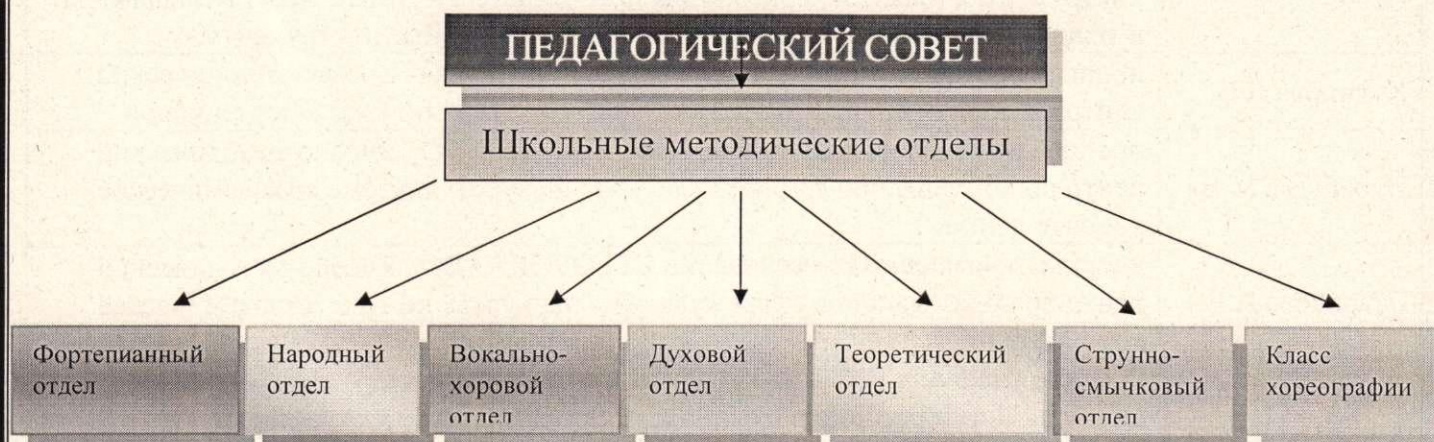 ПЕДАГОГИЧЕСКИЙ СОВЕТ
Школьные методические отделы
Фортепианный
отдел
Народный
отдел
Вокально-
хоровой
отдел
Духовой
отдел
Теоретический
отдел
Струнно-
смычковый
отдел
Класс
хореографии